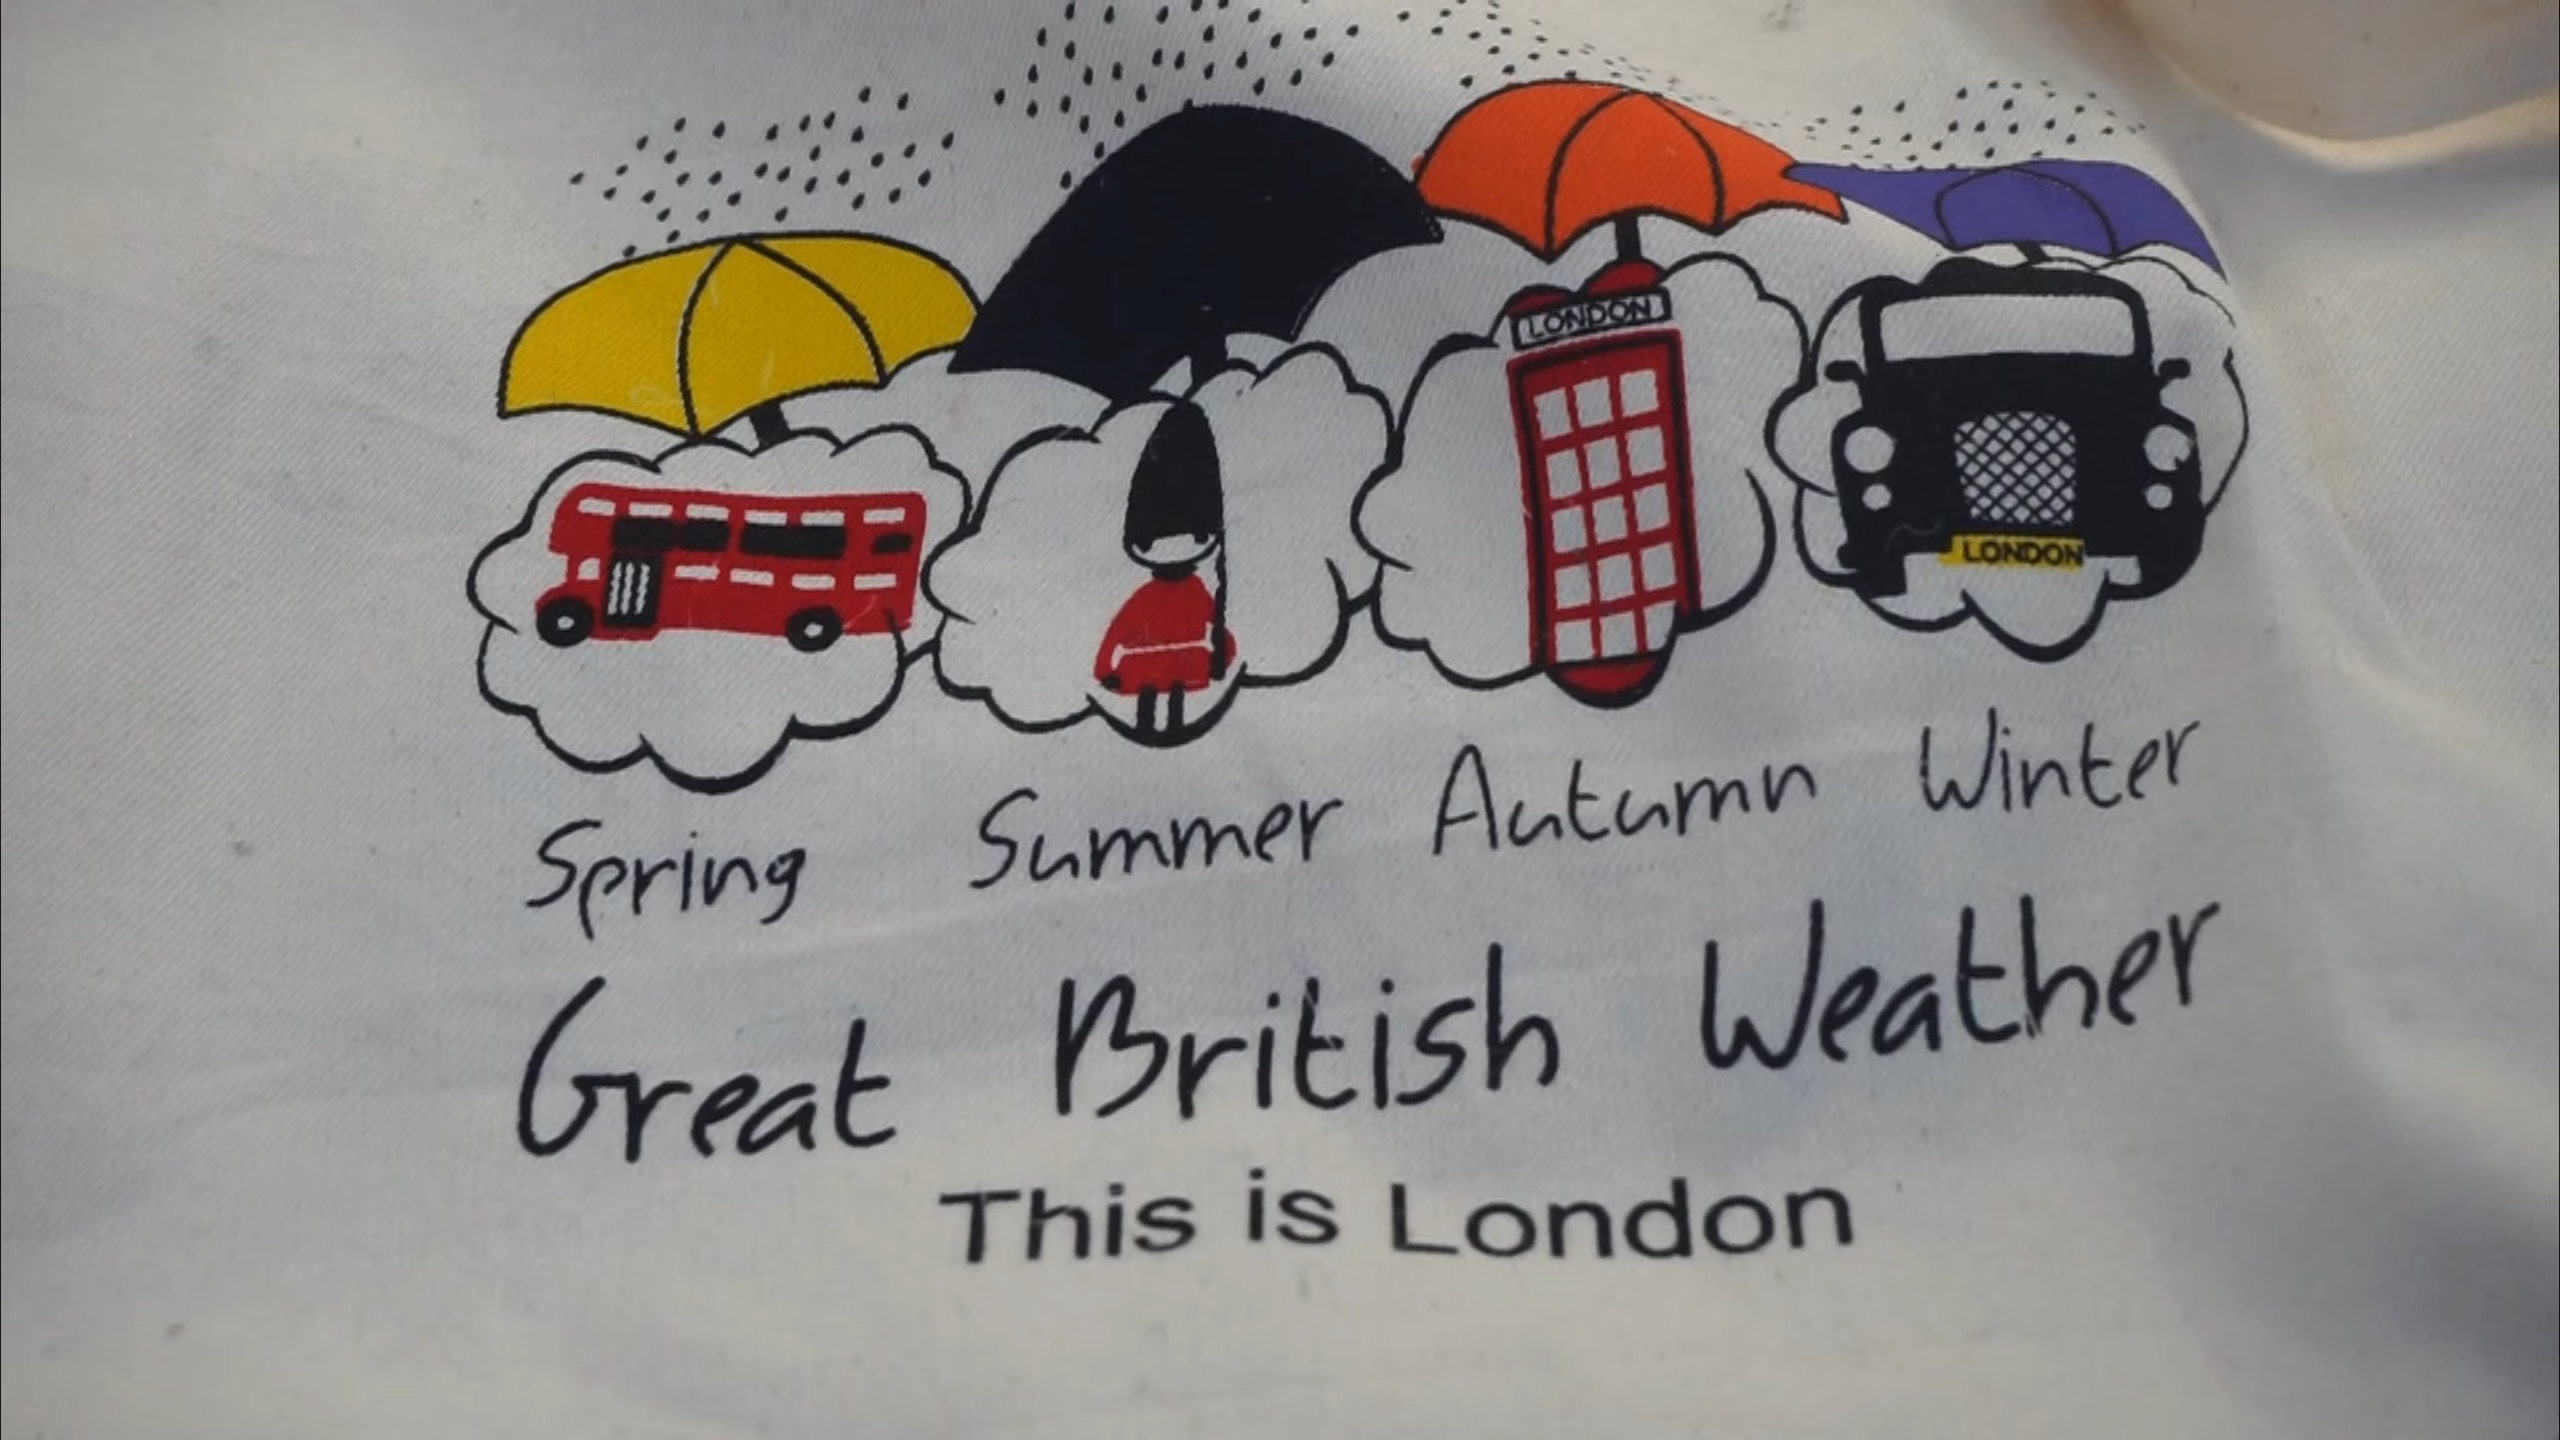 LONDON
LONDON
Spring Summer Autumn Winter
Great British Weather
This is London